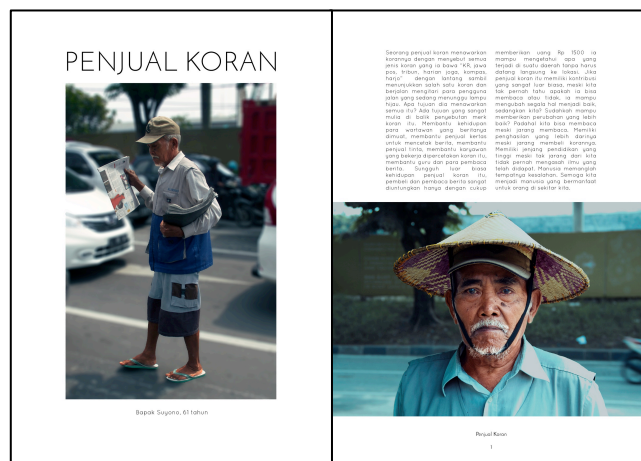 PENJUAL KORAN
Bapak Suyono, 61 tahun
Seorang penjual koran menawarkan
korannya dengan menyebut semua
jenis koran yang ia bawa "KR, jawa
pos, tribun, harian jogja, kompas,
harjo" dengan lantang sambil
menunjukkan salah satu koran dan
berjalan mengitari para pengguna
jalan yang sedang menunggu lampu
hijau. Apa tujuan dia menawarkan
semua itu? Ada tujuan yang sangat
mulia di balik penyebutan merk
koran itu. Membantu kehidupan
para wartawan yang beritanya
dimuat, membantu penjual kertas
untuk mencetak berita, membantu
penjual tinta, membantu karyawan
yang bekerja dipercetakan koran itu,
membantu guru dan para pembaca
berita. Sungguh luar biasa
kehidupan penjual koran itu,
pembeli dan pembaca berita sangat
diuntungkan hanya dengan cukup
memberikan uang Rp 1500 ia
mampu mengetahui apa yang
terjadi di suatu daerah tanpa harus
datang langsung ke lokasi. Jika
penjual koran itu memiliki kontribusi
yang sangat luar biasa, meski kita
tak pernah tahu apakah ia bisa
membaca atau tidak, ia mampu
mengubah segala hal menjadi baik,
sedangkan kita? Sudahkah mampu
memberikan perubahan yang lebih
baik? Padahal kita bisa membaca
meski jarang membaca. Memiliki
penghasilan yang lebih darinya
meski jarang membeli korannya.
Memiliki jenjang pendidikan yang
tinggi meski tak jarang dari kita
tidak pernah mengasah ilmu yang
telah didapat. Manusia memanglah
tempatnya kesalahan. Semoga kita
menjadi manusia yang bermanfaat
untuk orang di sekitar kita.
Penjual Koran
1